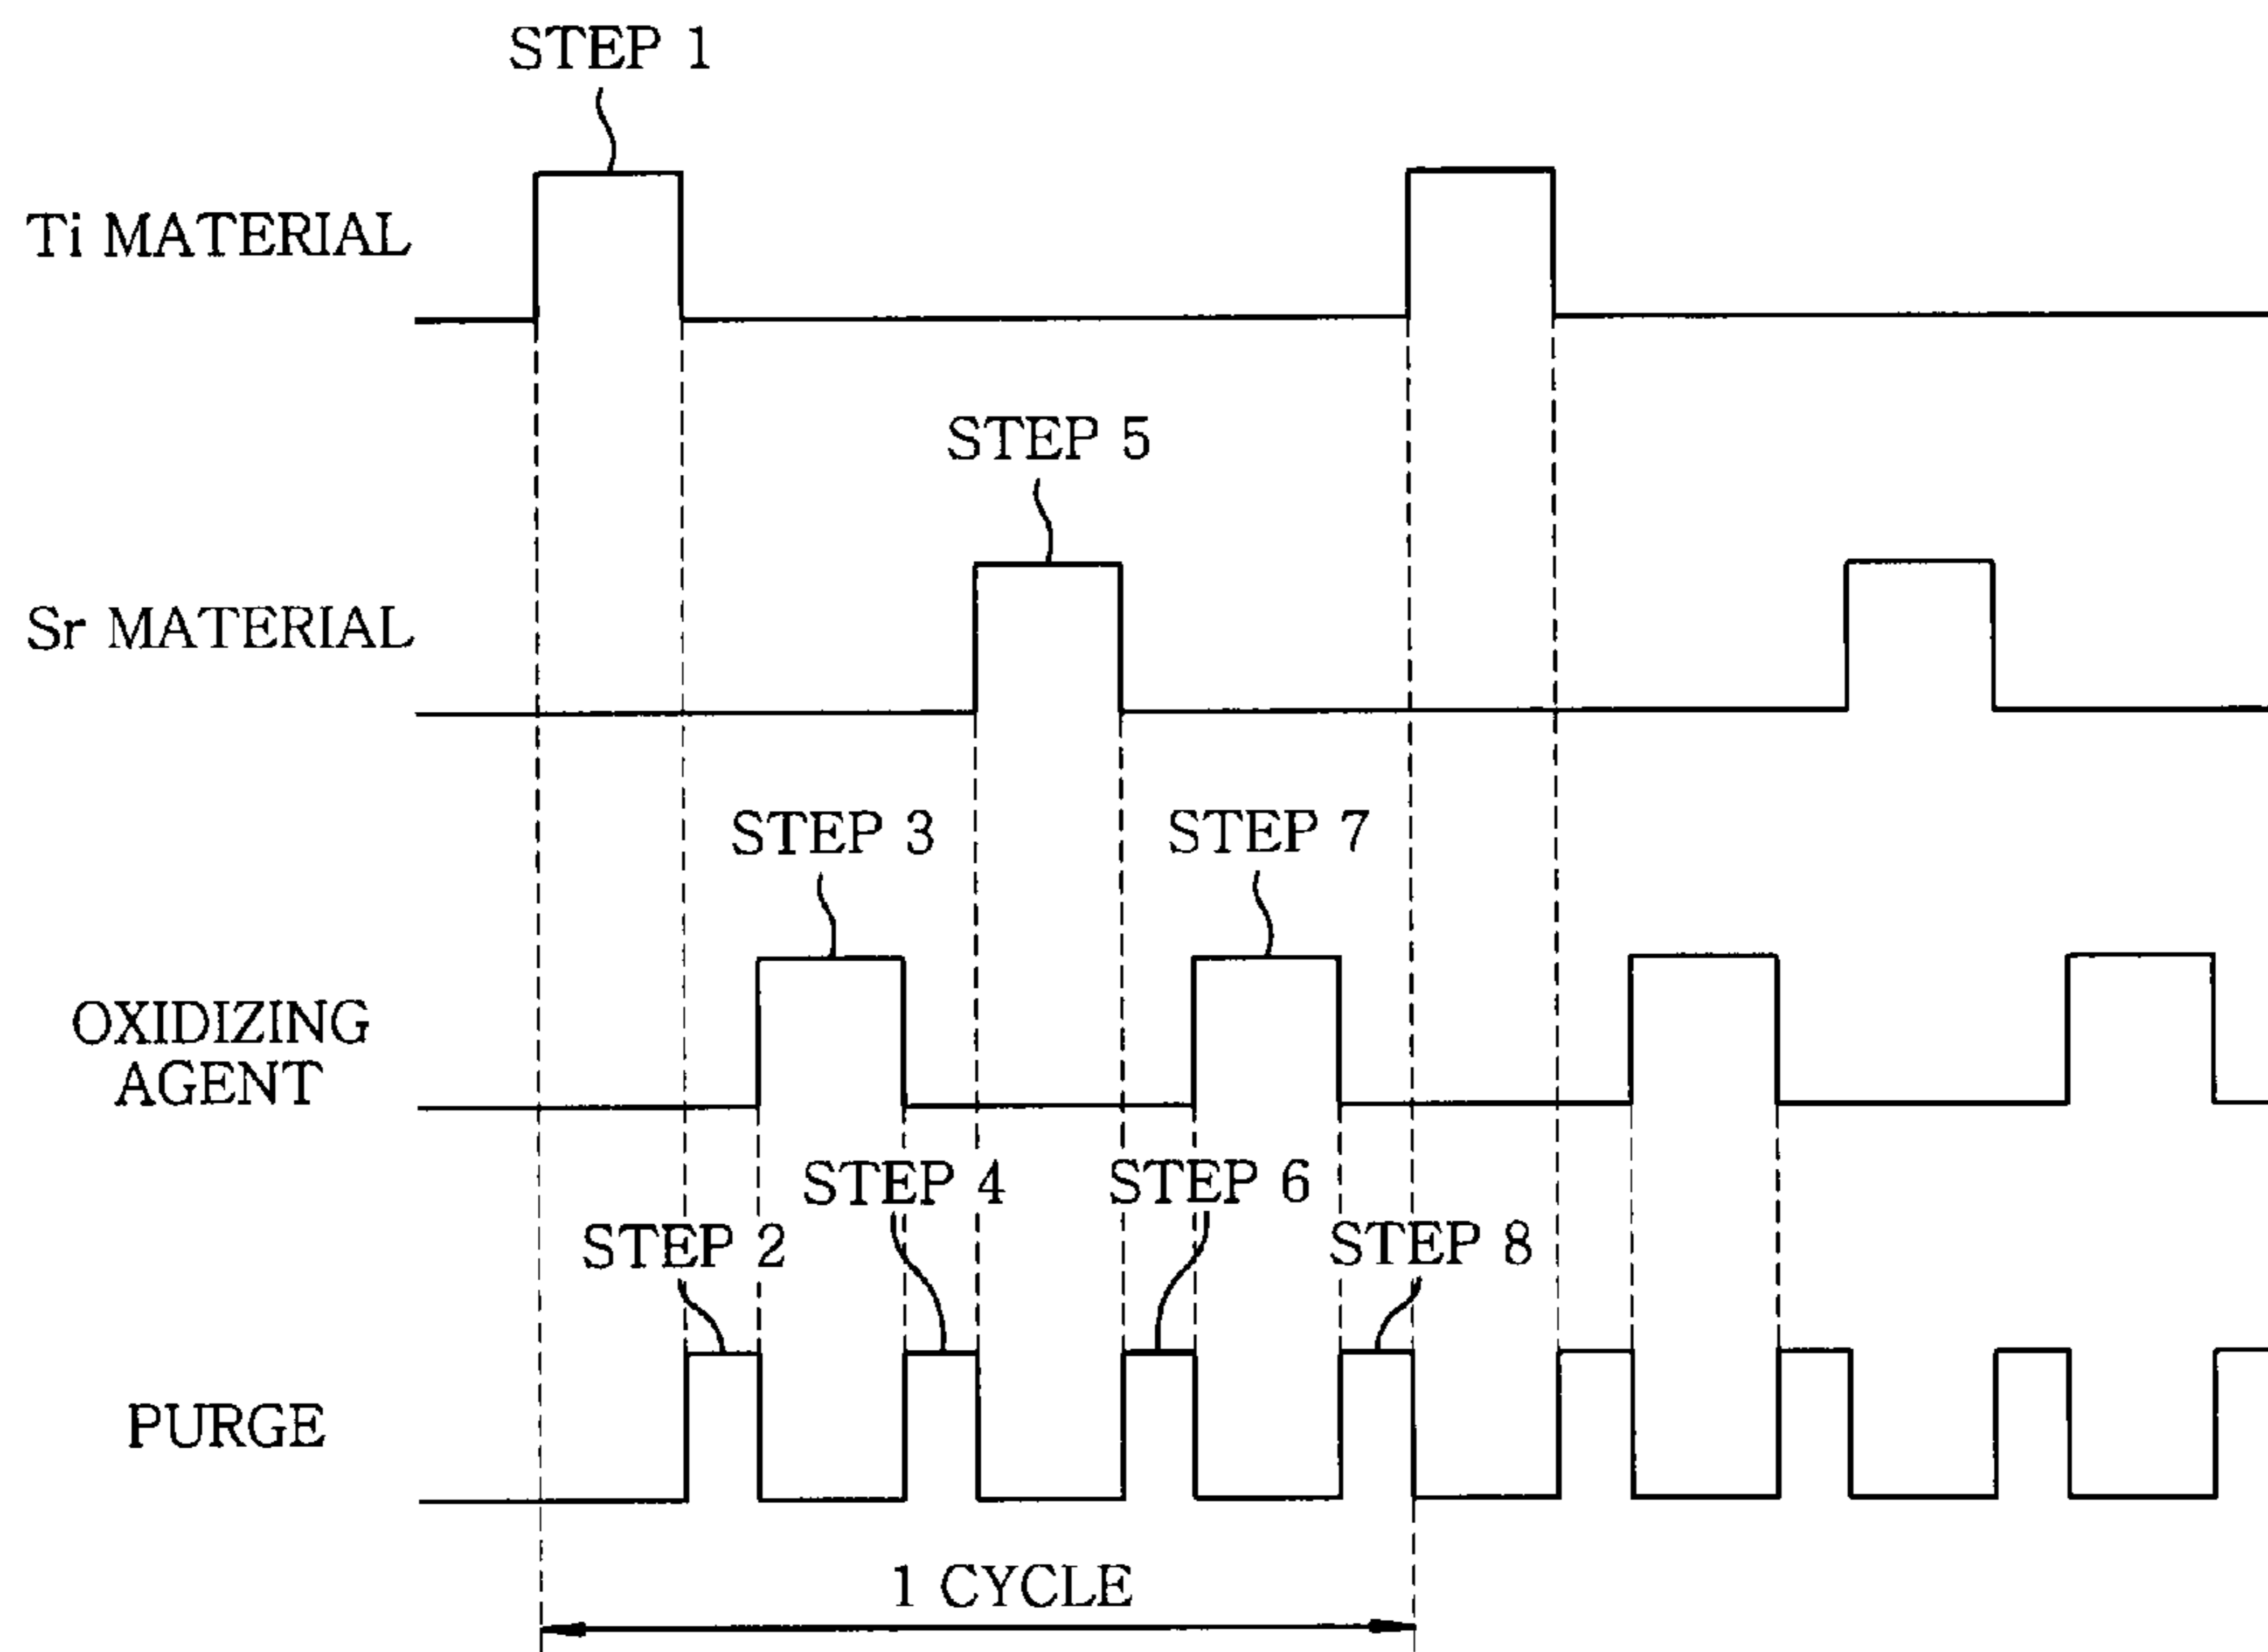 STEP 1
Ti MATERIAL
STEP 5
Sr MATERIAL
STEP 3
STEP 7
OXIDIZING
AGENT
STEP 4
STEP 6
STEP 2
STEP 8
PURGE
1 CYCLE